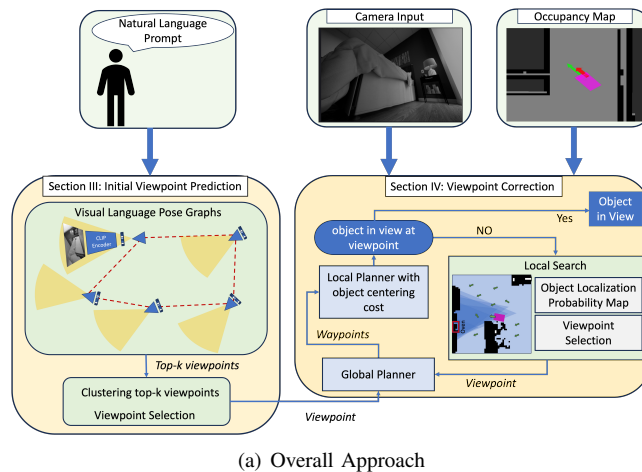 Natural Language
Prompt
Camera Input
Occupancy Map
Section III: Initial Viewpoint Prediction
Visual Language Pose Graphs
CLIP
Encoder
Top-k viewpoints
Clustering top-k viewpoints
Viewpoint Selection
Viewpoint
Section IV: Viewpoint Correction
object in view at
viewpoint
Yes
Object
in View
NO
Local Planner with
object centering
cost
Waypoints
Global Planner
Local Search
Object Localization
Probability Map
Viewpoint
Selection
Viewpoint
(a) Overall Approach